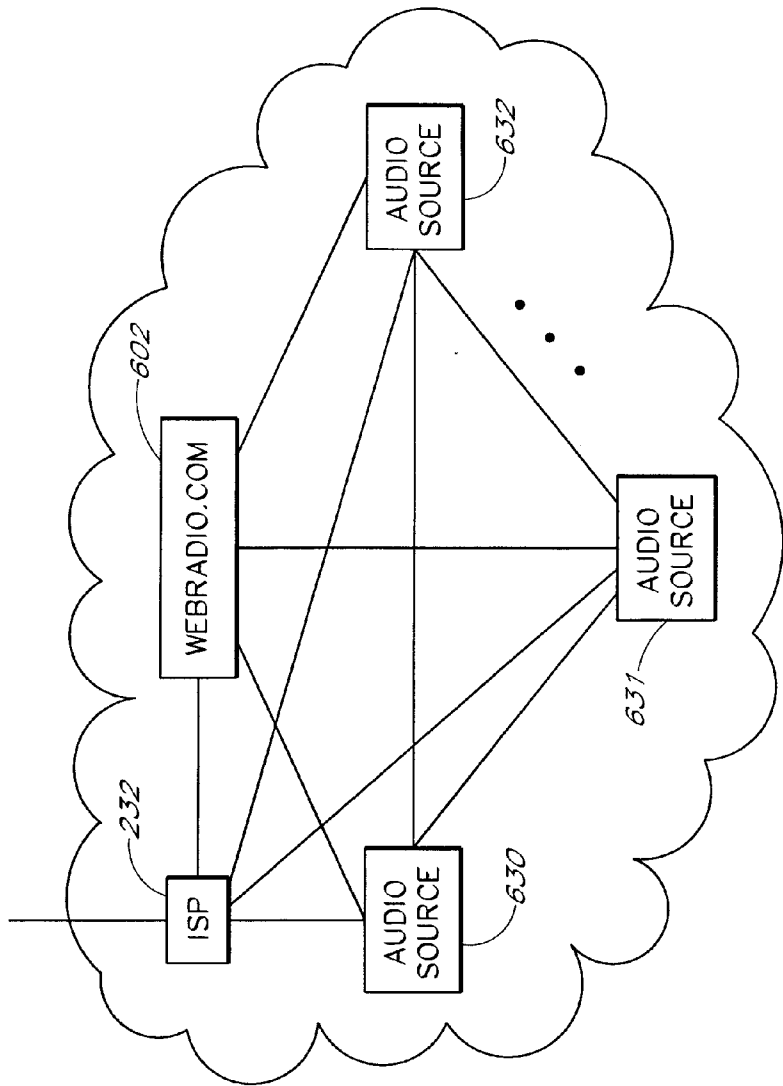 232
ISP
602
WEBRADIO.COM
AUDIO
SOURCE
630
AUDIO
SOURCE
631
AUDIO
SOURCE
632